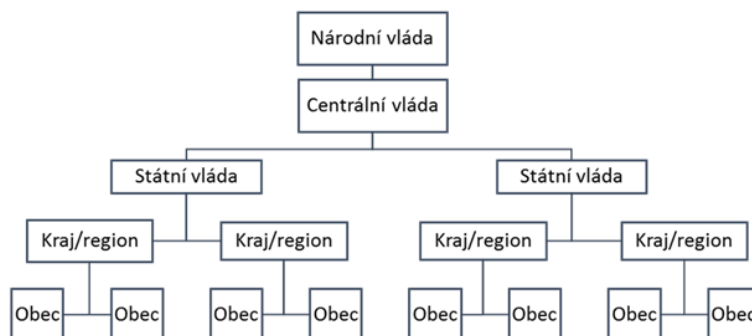 Národní vláda
Centrální vláda
Státní vláda
Státní vláda
Kraj/region
Kraj/region
Kraj/region
Kraj/region
Obec
Obec
Obec
Obec
Obec
Obec
Obec
Obec